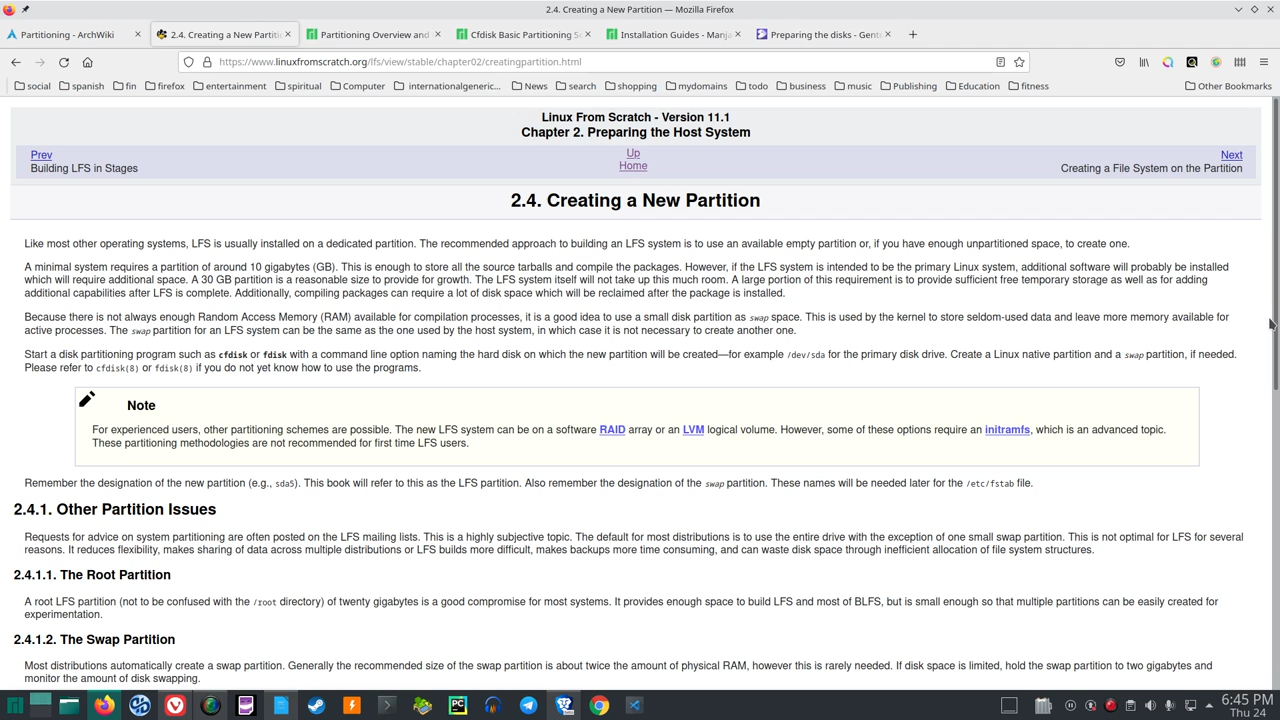 2.4. Creating a New Partition — Mozilla Firefox
Partitioning - ArchWiki
2.4. Creating a New Partiti
Partitioning Overview and
Cfdisk Basic Partitioning
Installation Guides - Manja
Preparing the disks - Gent
https://www.linuxfromscratch.org/lfs/view/stable/chapter02/creatingpartition.html
social spanish fin firefox entertainment spiritual Computer internationalgeneric... News search shopping mydomains todo business music Publishing Education fitness Other Bookmarks
Linux From Scratch - Version 11.1
Chapter 2. Preparing the Host System
Prev Up Next
Building LFS in Stages Home Creating a File System on the Partition
2.4. Creating a New Partition
Like most other operating systems, LFS is usually installed on a dedicated partition. The recommended approach to building an LFS system is to use an available empty partition or, if you have enough unpartitioned space, to create one.
A minimal system requires a partition of around 10 gigabytes (GB). This is enough to store all the source tarballs and compile the packages. However, if the LFS system is intended to be the primary Linux system, additional software will probably be installed
which will require additional space. A 30 GB partition is a reasonable size to provide for growth. The LFS system itself will not take up this much room. A large portion of this requirement is to provide sufficient free temporary storage as well as for adding
additional capabilities after LFS is complete. Additionally, compiling packages can require a lot of disk space which will be reclaimed after the package is installed.
Because there is not always enough Random Access Memory (RAM) available for compilation processes, it is a good idea to use a small disk partition as swap space. This is used by the kernel to store seldom-used data and leave more memory available for
active processes. The swap partition for an LFS system can be the same as the one used by the host system, in which case it is not necessary to create another one.
Start a disk partitioning program such as cfdisk or fdisk with a command line option naming the hard disk on which the new partition will be created—for example /dev/sda for the primary disk drive. Create a Linux native partition and a swap partition, if needed.
Please refer to cfdisk(8) or fdisk(8) if you do not yet know how to use the programs.
Note
For experienced users, other partitioning schemes are possible. The new LFS system can be on a software RAID array or an LVM logical volume. However, some of these options require an initramfs, which is an advanced topic.
These partitioning methodologies are not recommended for first time LFS users.
Remember the designation of the new partition (e.g., sda5). This book will refer to this as the LFS partition. Also remember the designation of the swap partition. These names will be needed later for the /etc/fstab file.
2.4.1. Other Partition Issues
Requests for advice on system partitioning are often posted on the LFS mailing lists. This is a highly subjective topic. The default for most distributions is to use the entire drive with the exception of one small swap partition. This is not optimal for LFS for several
reasons. It reduces flexibility, makes sharing of data across multiple distributions or LFS builds more difficult, makes backups more time consuming, and can waste disk space through inefficient allocation of file system structures.
2.4.1.1. The Root Partition
A root LFS partition (not to be confused with the /root directory) of twenty gigabytes is a good compromise for most systems. It provides enough space to build LFS and most of BLFS, but is small enough so that multiple partitions can be easily created for
experimentation.
2.4.1.2. The Swap Partition
Most distributions automatically create a swap partition. Generally the recommended size of the swap partition is about twice the amount of physical RAM, however this is rarely needed. If disk space is limited, hold the swap partition to two gigabytes and
monitor the amount of disk swapping.
6:45 PM
Thu 24